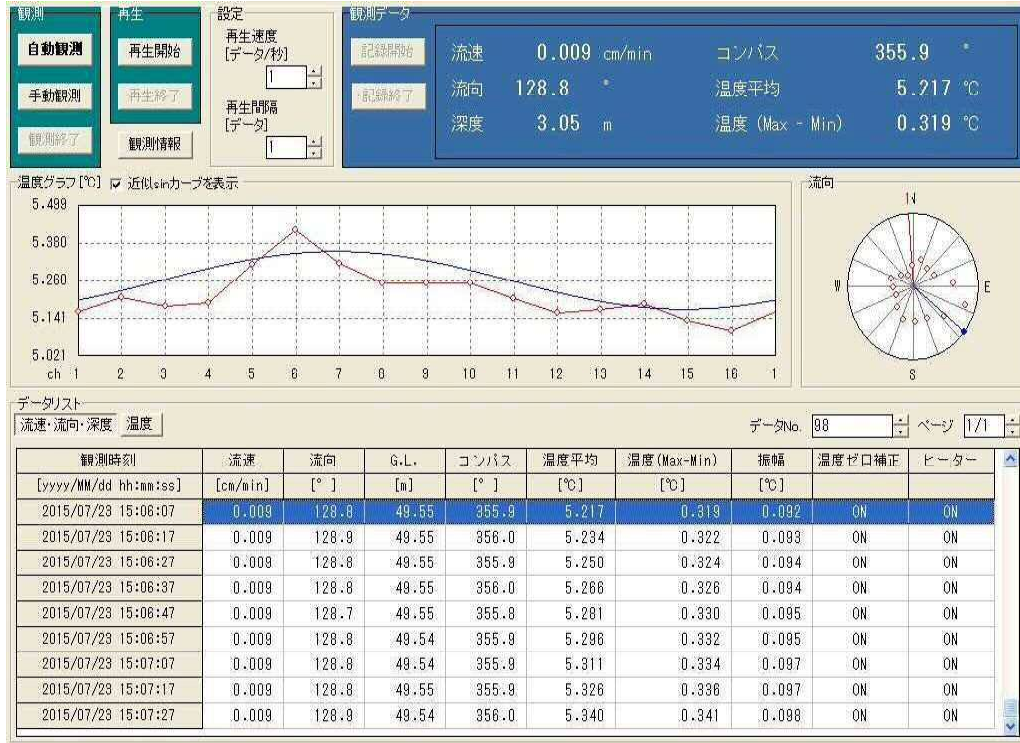 観測 再生 設定 観測データ
自動観測 再生開始 再生速度 [データ/秒] 記録開始 流速 0.009 cm/min コンパス 355.9 °
1
手動観測 再生終了 記録終了 流向 128.8 ° 温度平均 5.217 ℃
再生間隔 [データ]
観測終了 観測情報 1 深度 3.05 m 温度 (Max - Min) 0.319 ℃
温度グラフ[℃] 近似sinカーブを表示 流向
5.499
5.380
5.260
5.141
5.021
ch 1 2 3 4 5 6 7 8 9 10 11 12 13 14 15 16 1
N
W E
S
データリスト
流速・流向・深度 温度 データNo. 98 ページ 1/1
観測時刻 流速 流向 G.L. コンパス 温度平均 温度(Max-Min) 振幅 温度ゼロ補正 ヒーター
[yyyy/MM/dd hh:mm:ss] [cm/min] [° ] [m] [° ] [℃] [℃] [℃]
2015/07/23 15:06:07 0.009 128.8 49.55 355.9 5.217 0.319 0.092 ON ON
2015/07/23 15:06:17 0.009 128.9 49.55 356.0 5.234 0.322 0.093 ON ON
2015/07/23 15:06:27 0.009 128.8 49.55 355.9 5.250 0.324 0.094 ON ON
2015/07/23 15:06:37 0.009 128.8 49.55 356.0 5.266 0.326 0.094 ON ON
2015/07/23 15:06:47 0.009 128.7 49.55 355.8 5.281 0.330 0.095 ON ON
2015/07/23 15:06:57 0.009 128.8 49.54 355.9 5.296 0.332 0.095 ON ON
2015/07/23 15:07:07 0.009 128.8 49.54 355.9 5.311 0.334 0.097 ON ON
2015/07/23 15:07:17 0.009 128.8 49.55 355.9 5.326 0.336 0.097 ON ON
2015/07/23 15:07:27 0.009 128.9 49.54 356.0 5.340 0.341 0.098 ON ON